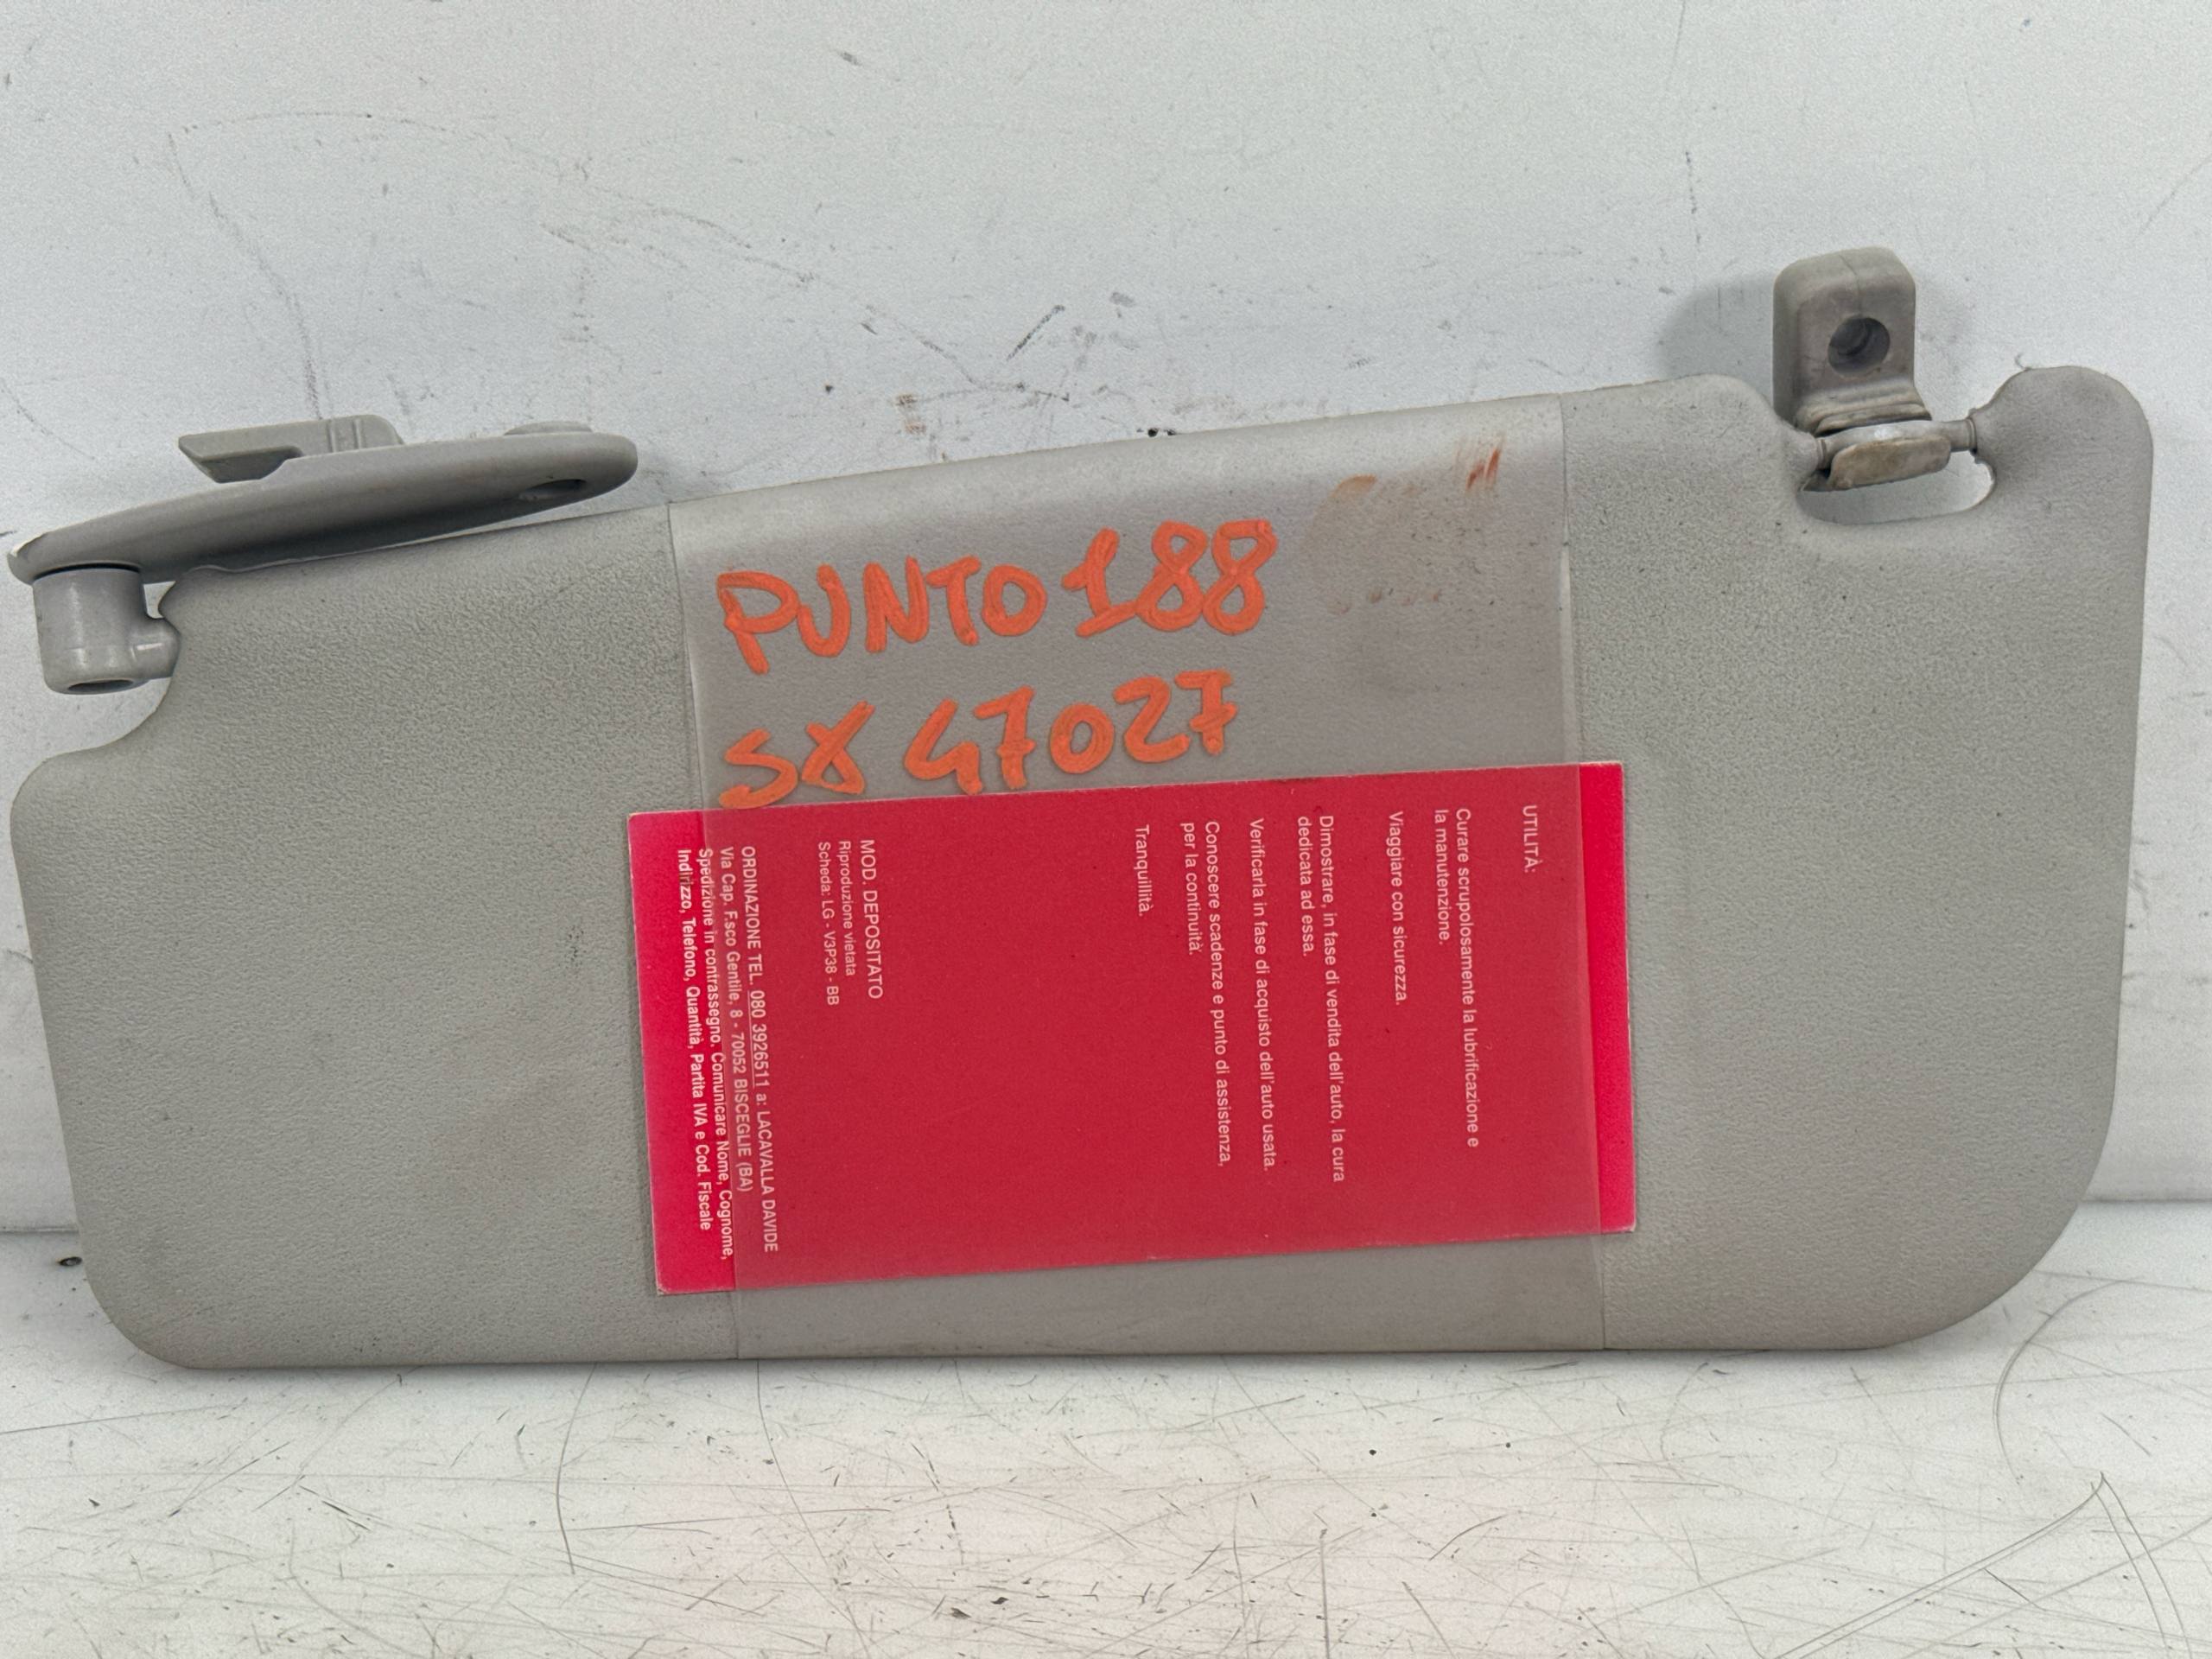 PUNTO 188
SX 47027
UTILITÀ:
Curare scrupolosamente la lubrificazione e
la manutenzione.
Viaggiare con sicurezza.
Dimostrare, in fase di vendita dell'auto, la cura
dedicata ad essa.
Verificarla in fase di acquisto dell'auto usata.
Conoscere scadenze e punto di assistenza,
per la continuità.
Tranquillità.
MOD. DEPOSITATO
Riproduzione vietata
Scheda: LG - V3P38 - BB
ORDINAZIONE TEL. 080 3926511 a: LACAVALLA DAVIDE
Via Cap. F.sco Gentile, 8 - 70052 BISCEGLIE (BA)
Spedizione in contrassegno. Comunicare Nome, Cognome,
Indirizzo, Telefono, Quantità, Partita IVA e Cod. Fiscale